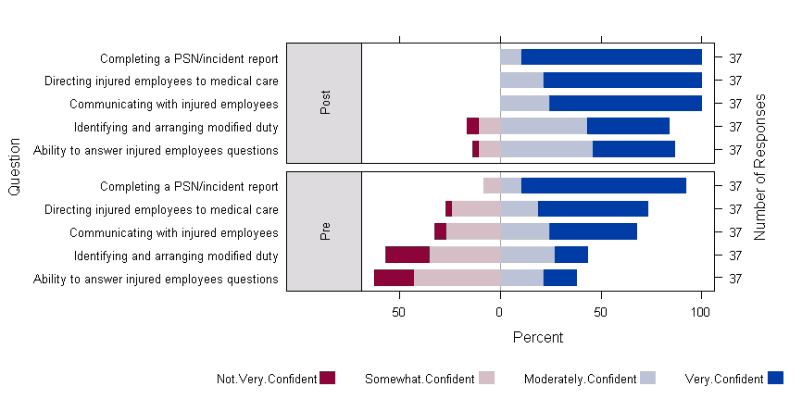 Completing a PSN/incident report
37
Directing injured employees to medical care
37
Communicating with injured employees
37
Identifying and arranging modified duty
37
Ability to answer injured employees questions
37
Post
Completing a PSN/incident report
37
Directing injured employees to medical care
37
Communicating with injured employees
37
Identifying and arranging modified duty
37
Ability to answer injured employees questions
37
Pre
Question
Number of Responses
50 0 50 100
Percent
Not.Very.Confident Somewhat.Confident Moderately.Confident Very.Confident